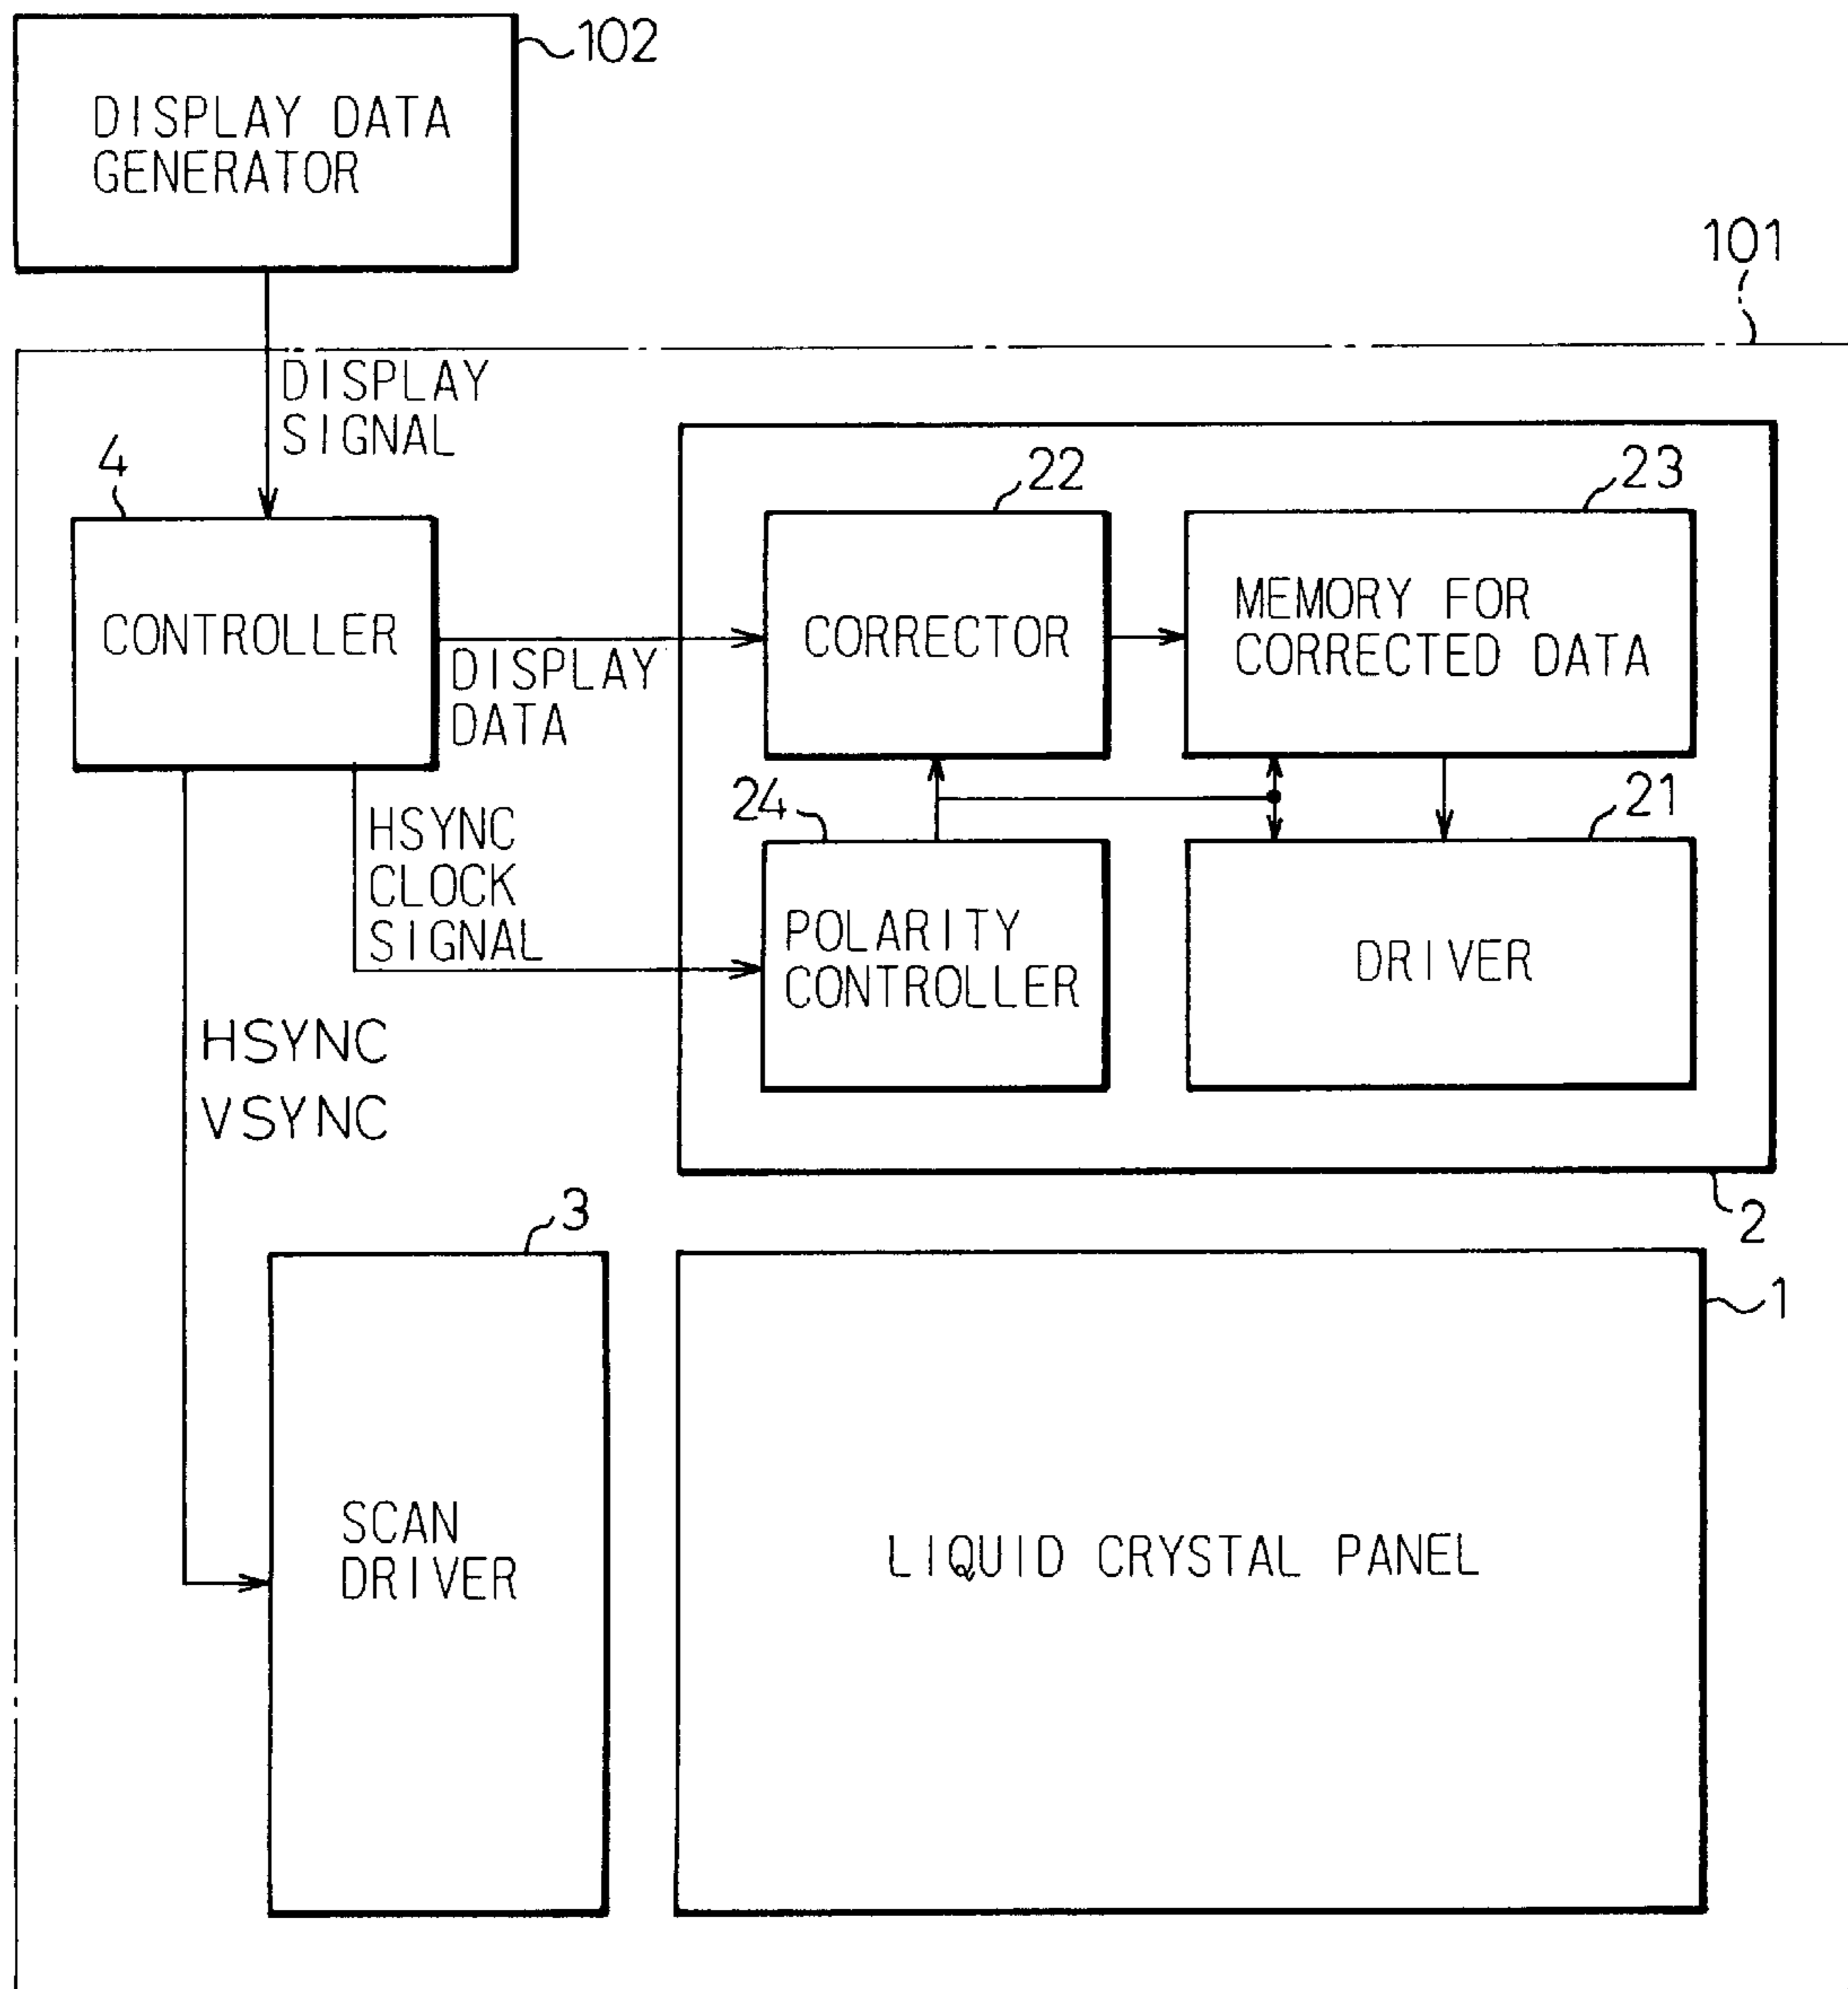 102
DISPLAY DATA
GENERATOR
101
DISPLAY
SIGNAL
4
22
23
CONTROLLER
DISPLAY
DATA
CORRECTOR
MEMORY FOR
CORRECTED DATA
24
21
HSYNC
CLOCK
SIGNAL
POLARITY
CONTROLLER
DRIVER
HSYNC
VSYNC
2
3
1
SCAN
DRIVER
LIQUID CRYSTAL PANEL